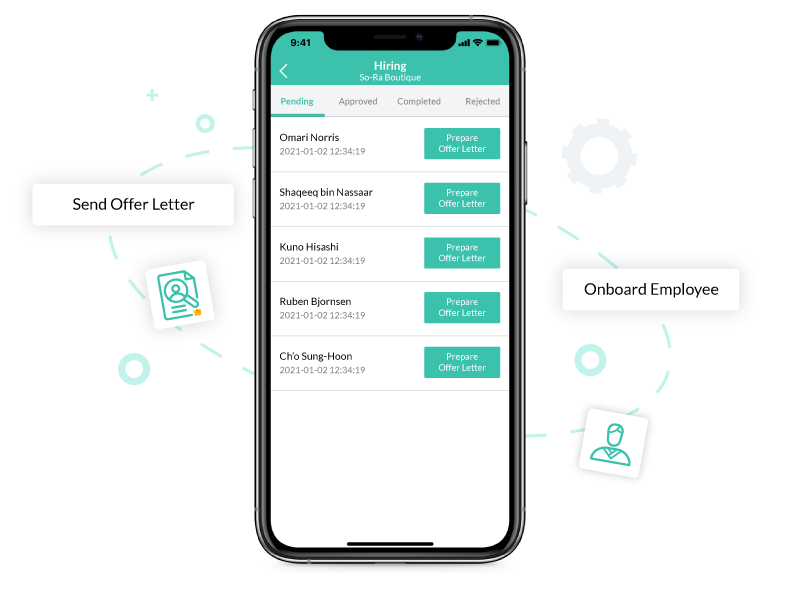 9:41
Hiring
So-Ra Boutique
Pending Approved Completed Rejected
Omari Norris
2021-01-02 12:34:19
Prepare
Offer Letter
Shaqeeq bin Nassaar
2021-01-02 12:34:19
Prepare
Offer Letter
Kuno Hisashi
2021-01-02 12:34:19
Prepare
Offer Letter
Ruben Bjornsen
2021-01-02 12:34:19
Prepare
Offer Letter
Ch’o Sung-Hoon
2021-01-02 12:34:19
Prepare
Offer Letter
Send Offer Letter
Onboard Employee